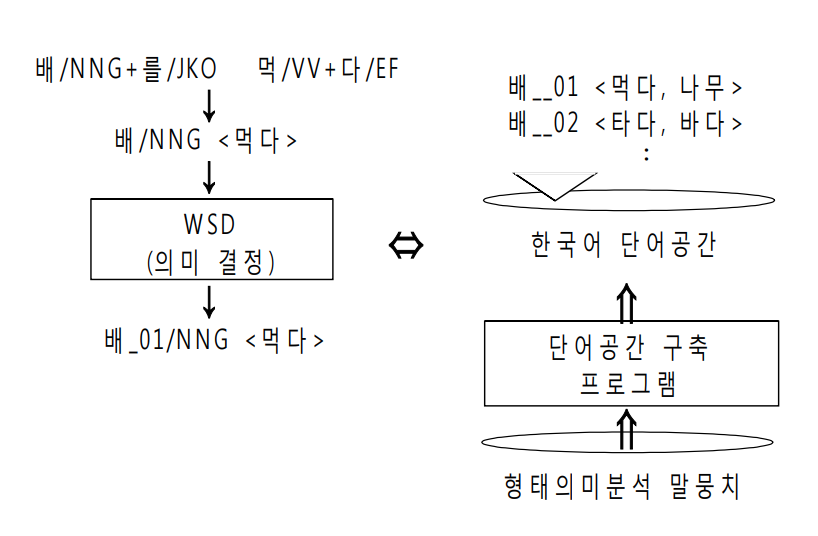 배/NNG+를/JKO 먹/VV+다/EF
배/NNG <먹다>
WSD
(의미 결정)
배_01/NNG <먹다>
배__01 <먹다, 나무>
배__02 <타다, 바다>
:
한국어 단어공간
단어공간 구축
프로그램
형태의미분석 말뭉치